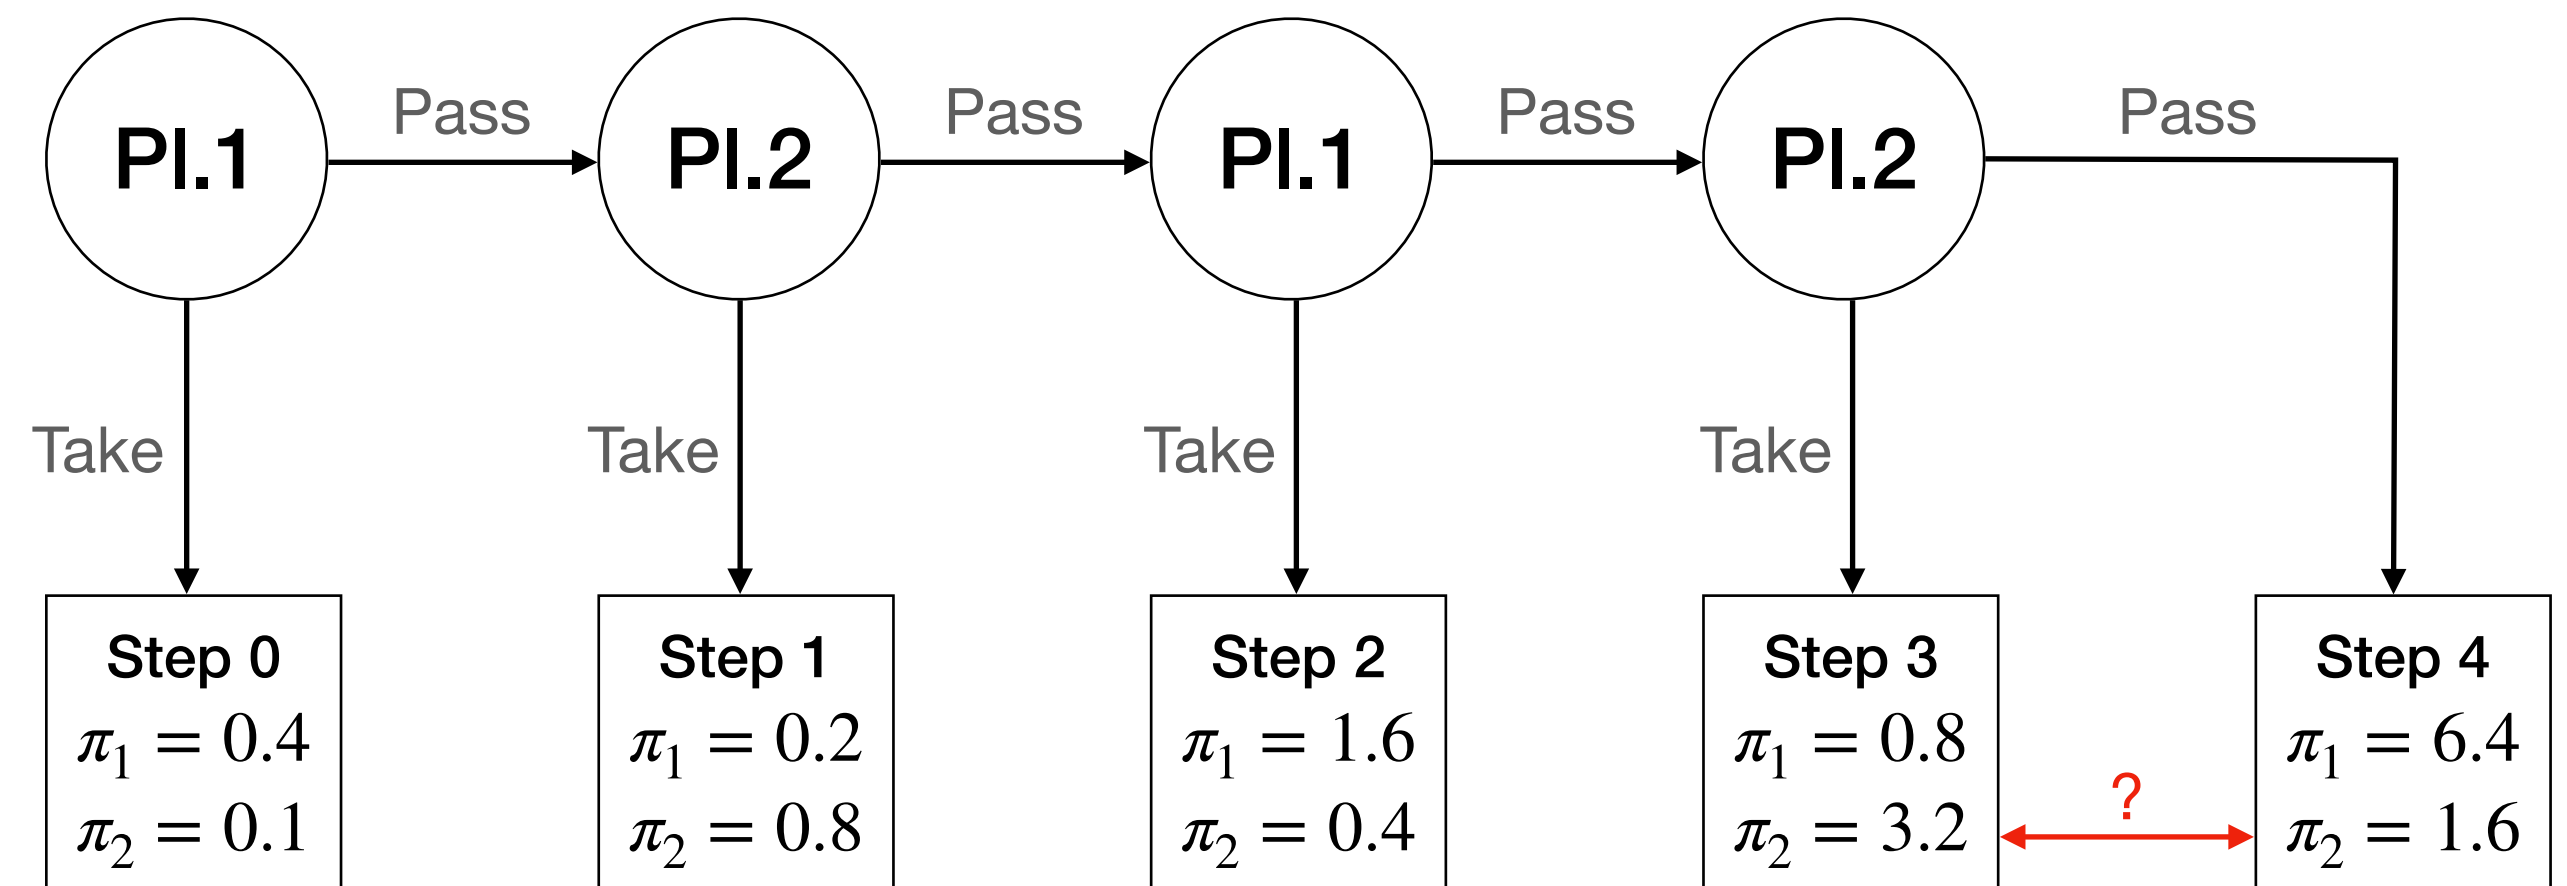 Pl.1
Pass
Pl.2
Pass
Pl.1
Pass
Pl.2
Pass
Take
Take
Take
Take
Step 0
π₁ = 0.4
π₂ = 0.1
Step 1
π₁ = 0.2
π₂ = 0.8
Step 2
π₁ = 1.6
π₂ = 0.4
Step 3
π₁ = 0.8
π₂ = 3.2
?
Step 4
π₁ = 6.4
π₂ = 1.6